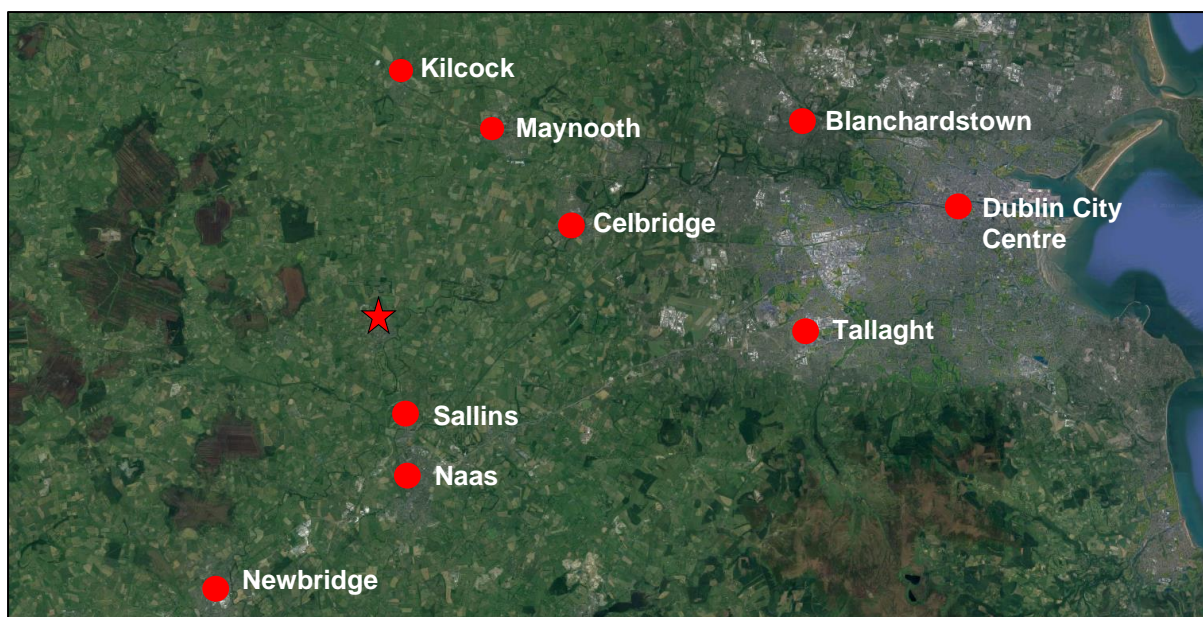 Kilcock
Maynooth
Blanchardstown
Celbridge
Dublin City
Centre
Tallaght
Sallins
Naas
Newbridge